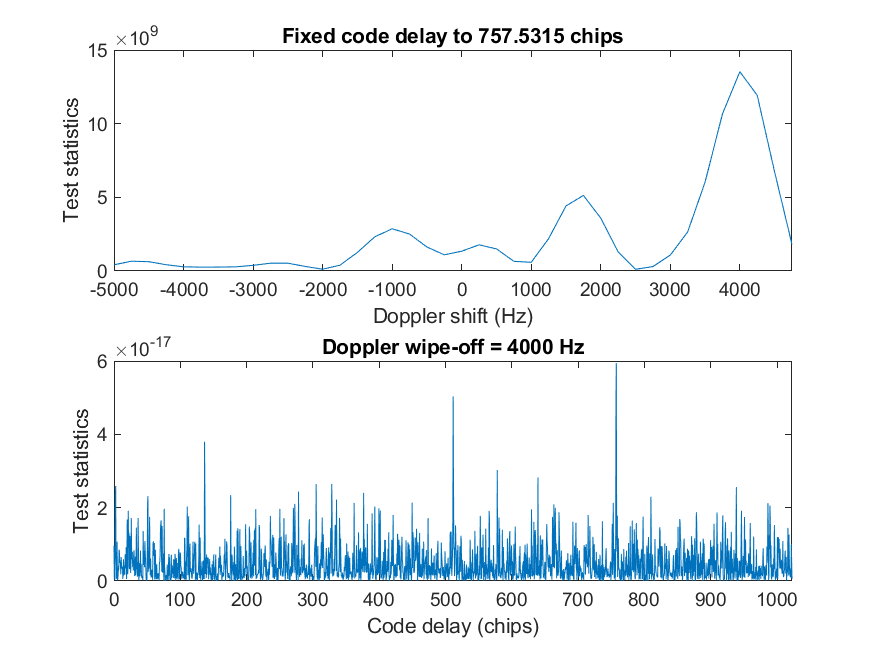 ×10⁹
Fixed code delay to 757.5315 chips
15
10
5
0
Test statistics
-5000 -4000 -3000 -2000 -1000 0 1000 2000 3000 4000
Doppler shift (Hz)
×10⁻¹⁷
Doppler wipe-off = 4000 Hz
6
4
2
0
Test statistics
0 100 200 300 400 500 600 700 800 900 1000
Code delay (chips)